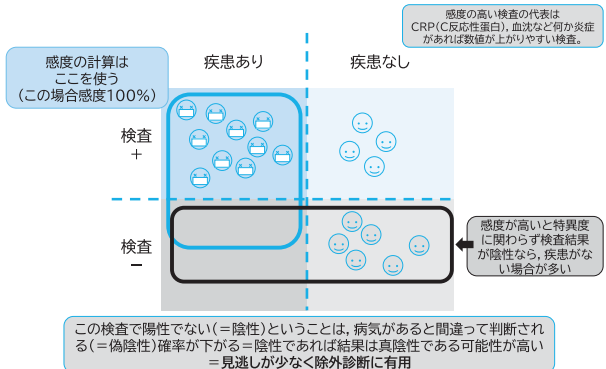 感度の高い検査の代表は
CRP(C反応性蛋白),血沈など何か炎症
があれば数値が上がりやすい検査。
感度の計算は
ここを使う
(この場合感度100%)
疾患あり
疾患なし
検査
+
検査
−
感度が高いと特異度
に関わらず検査結果
が陰性なら,疾患がな
い場合が多い
この検査で陽性でない(=陰性)ということは,病気があると間違って判断され
る(=偽陰性)確率が下がる=陰性であれば結果は真陰性である可能性が高い
=見逃しが少なく除外診断に有用